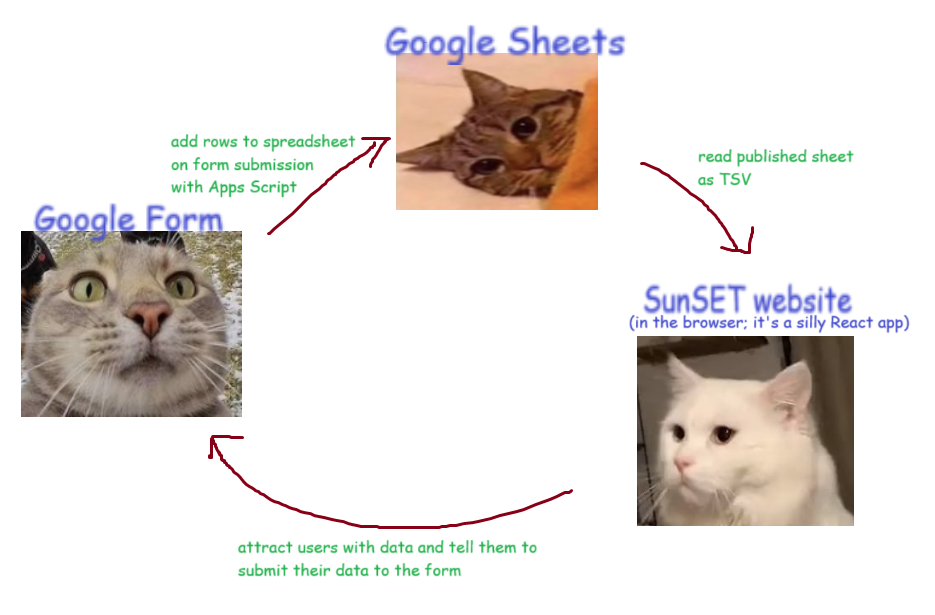 Google Sheets
add rows to spreadsheet
on form submission
with Apps Script
read published sheet
as TSV
Google Form
SunSET website
(in the browser; it's a silly React app)
attract users with data and tell them to
submit their data to the form